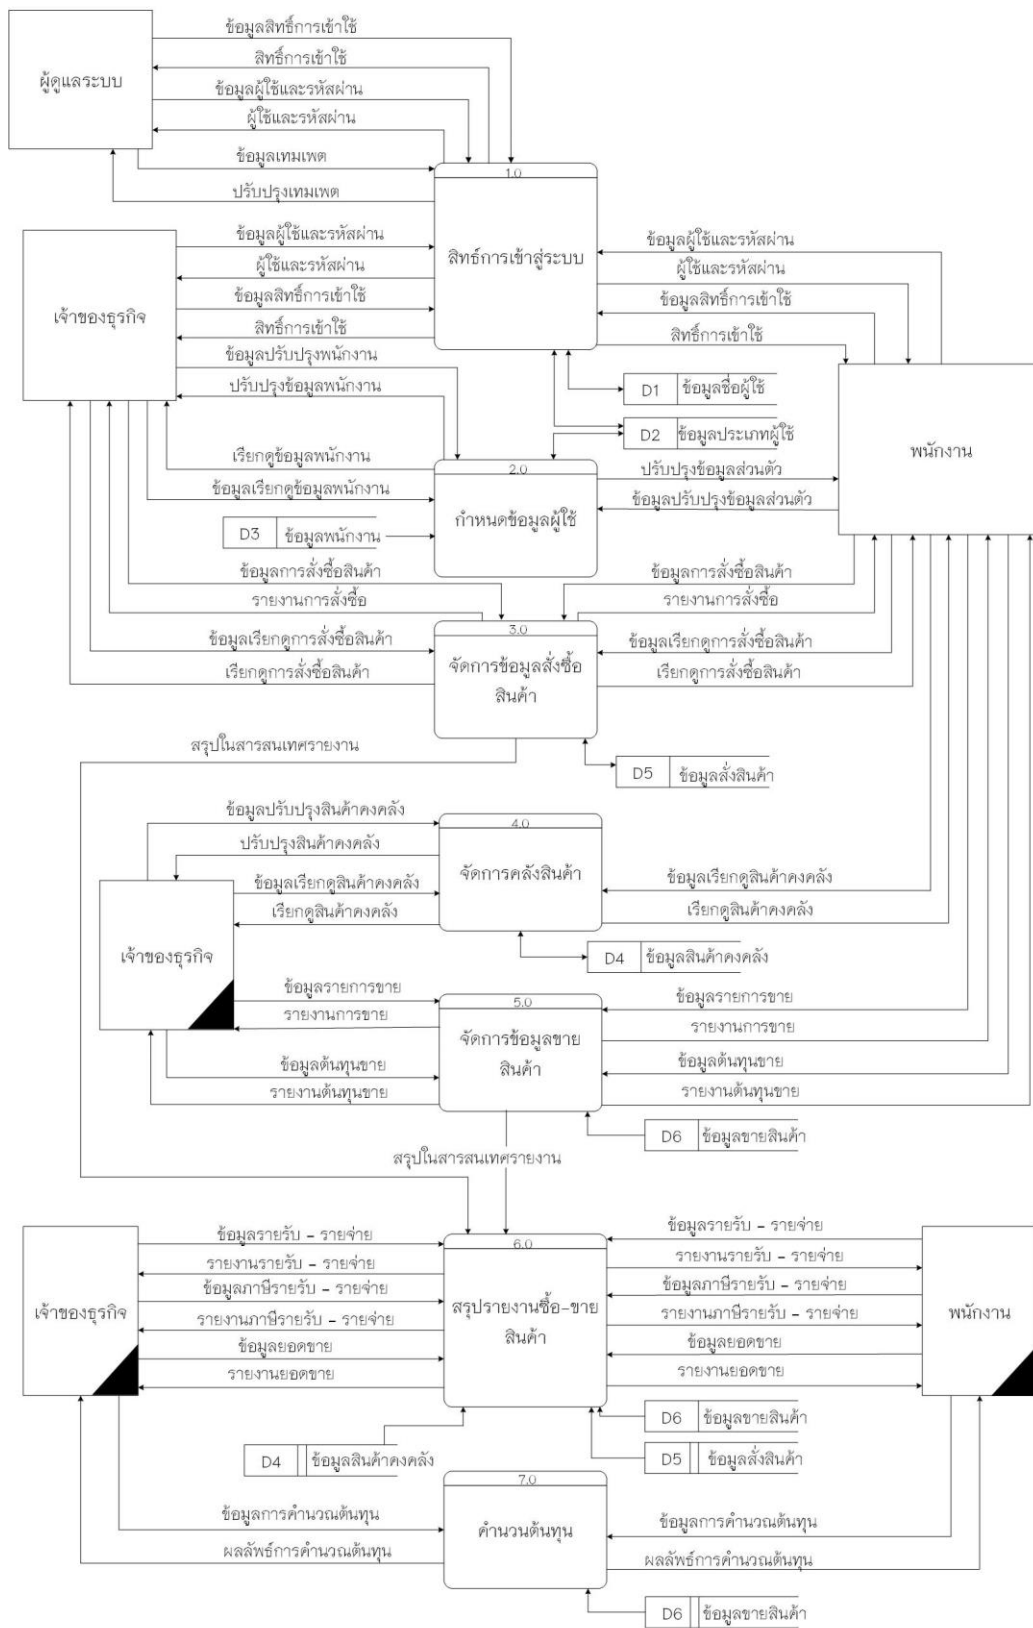 ข้อมูลสิทธิ์การเข้าใช้
สิทธิ์การเข้าใช้
ผู้ดูแลระบบ
ข้อมูลผู้ใช้และรหัสผ่าน
ผู้ใช้และรหัสผ่าน
ข้อมูลเทมเพต
ปรับปรุงเทมเพต
1.0
สิทธ์การเข้าสู่ระบบ
เจ้าของธุรกิจ
ข้อมูลผู้ใช้และรหัสผ่าน
ผู้ใช้และรหัสผ่าน
ข้อมูลสิทธิ์การเข้าใช้
สิทธิ์การเข้าใช้
ข้อมูลปรับปรุงพนักงาน
ปรับปรุงข้อมูลพนักงาน
ข้อมูลผู้ใช้และรหัสผ่าน
ผู้ใช้และรหัสผ่าน
ข้อมูลสิทธิ์การเข้าใช้
สิทธิ์การเข้าใช้
D1 ข้อมูลชื่อผู้ใช้
D2 ข้อมูลประเภทผู้ใช้
พนักงาน
เรียกดูข้อมูลพนักงาน
ข้อมูลเรียกดูข้อมูลพนักงาน
2.0
กำหนดข้อมูลผู้ใช้
ปรับปรุงข้อมูลส่วนตัว
ข้อมูลปรับปรุงข้อมูลส่วนตัว
D3 ข้อมูลพนักงาน
ข้อมูลการสั่งซื้อสินค้า
รายงานการสั่งซื้อ
ข้อมูลการสั่งซื้อสินค้า
รายงานการสั่งซื้อ
3.0
จัดการข้อมูลสั่งซื้อ
สินค้า
ข้อมูลเรียกดูการสั่งซื้อสินค้า
เรียกดูการสั่งซื้อสินค้า
ข้อมูลเรียกดูการสั่งซื้อสินค้า
เรียกดูการสั่งซื้อสินค้า
สรุปในสารสนเทศรายงาน
D5 ข้อมูลสั่งสินค้า
ข้อมูลปรับปรุงสินค้าคงคลัง
ปรับปรุงสินค้าคงคลัง
ข้อมูลเรียกดูสินค้าคงคลัง
เรียกดูสินค้าคงคลัง
4.0
จัดการคลังสินค้า
ข้อมูลเรียกดูสินค้าคงคลัง
เรียกดูสินค้าคงคลัง
D4 ข้อมูลสินค้าคงคลัง
เจ้าของธุรกิจ
ข้อมูลรายการขาย
รายงานการขาย
ข้อมูลต้นทุนขาย
รายงานต้นทุนขาย
5.0
จัดการข้อมูลขาย
สินค้า
ข้อมูลรายการขาย
รายงานการขาย
ข้อมูลต้นทุนขาย
รายงานต้นทุนขาย
D6 ข้อมูลขายสินค้า
สรุปในสารสนเทศรายงาน
เจ้าของธุรกิจ
ข้อมูลรายรับ - รายจ่าย
รายงานรายรับ - รายจ่าย
ข้อมูลภาษีรายรับ - รายจ่าย
รายงานภาษีรายรับ - รายจ่าย
ข้อมูลยอดขาย
รายงานยอดขาย
6.0
สรุปรายงานซื้อ-ขาย
สินค้า
ข้อมูลรายรับ - รายจ่าย
รายงานรายรับ - รายจ่าย
ข้อมูลภาษีรายรับ - รายจ่าย
รายงานภาษีรายรับ - รายจ่าย
ข้อมูลยอดขาย
รายงานยอดขาย
พนักงาน
D4 ข้อมูลสินค้าคงคลัง
D6 ข้อมูลขายสินค้า
D5 ข้อมูลสั่งสินค้า
7.0
คำนวนต้นทุน
ข้อมูลการคำนวณต้นทุน
ผลลัพธ์การคำนวณต้นทุน
ข้อมูลการคำนวณต้นทุน
ผลลัพธ์การคำนวณต้นทุน
D6 ข้อมูลขายสินค้า